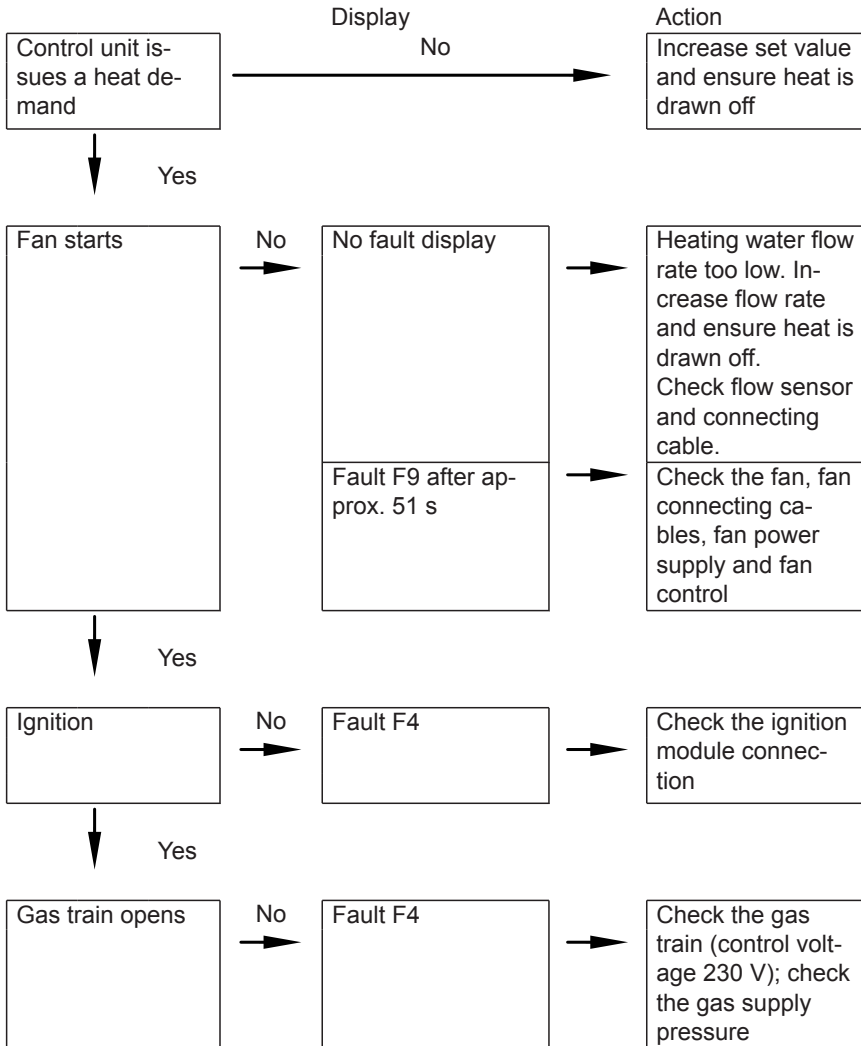 Display
Action
Control unit is-
sues a heat de-
mand
No
Increase set value
and ensure heat is
drawn off
Yes
Fan starts
No
No fault display
Heating water flow
rate too low. In-
crease flow rate
and ensure heat is
drawn off.
Check flow sensor
and connecting
cable.
Fault F9 after ap-
prox. 51 s
Check the fan, fan
connecting ca-
bles, fan power
supply and fan
control
Yes
Ignition
No
Fault F4
Check the ignition
module connec-
tion
Yes
Gas train opens
No
Fault F4
Check the gas
train (control volt-
age 230 V); check
the gas supply
pressure